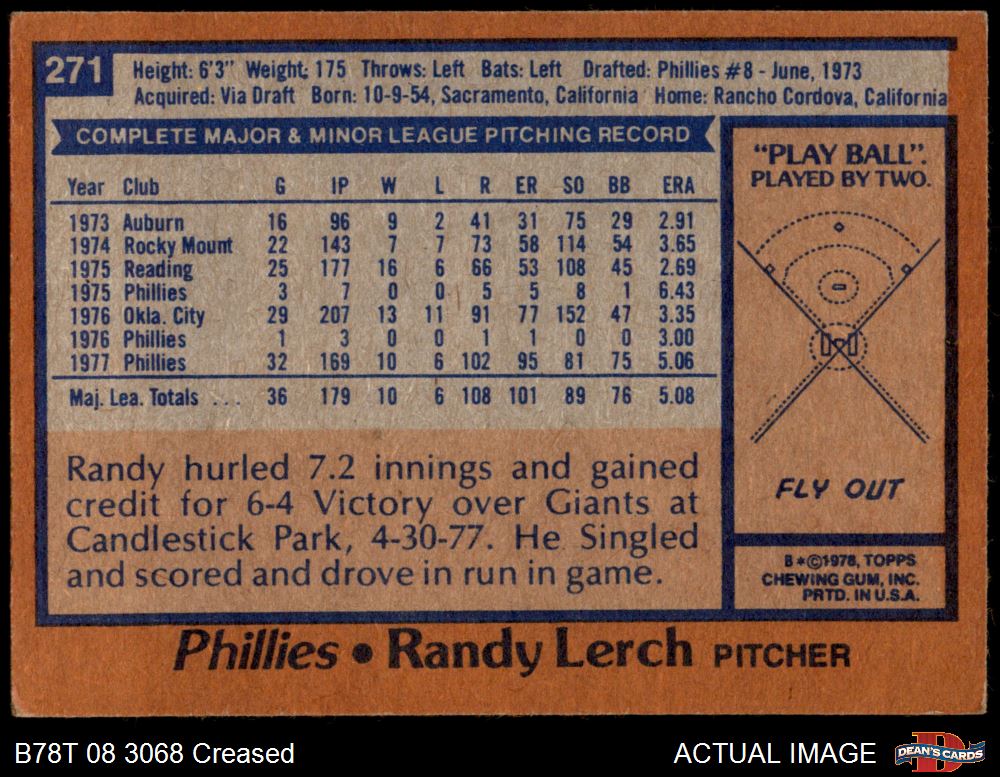 271
Height: 6'3" Weight: 175 Throws: Left Bats: Left Drafted: Phillies #8 - June, 1973
Acquired: Via Draft Born: 10-9-54, Sacramento, California Home: Rancho Cordova, California
COMPLETE MAJOR & MINOR LEAGUE PITCHING RECORD
Year Club G IP W L R ER SO BB ERA
1973 Auburn 16 96 9 2 41 31 75 29 2.91
1974 Rocky Mount 22 143 7 7 73 58 114 54 3.65
1975 Reading 25 177 16 6 66 53 108 45 2.69
1975 Phillies 3 7 0 0 5 5 8 1 6.43
1976 Okla. City 29 207 13 11 91 77 152 47 3.35
1976 Phillies 1 3 0 0 1 1 0 0 3.00
1977 Phillies 32 169 10 6 102 95 81 75 5.06
Maj. Lea. Totals ... 36 179 10 6 108 101 89 76 5.08
Randy hurled 7.2 innings and gained
credit for 6-4 Victory over Giants at
Candlestick Park, 4-30-77. He Singled
and scored and drove in run in game.
"PLAY BALL".
PLAYED BY TWO.
FLY OUT
B*©1978, TOPPS
CHEWING GUM, INC.
PRTD. IN U.S.A.
Phillies • Randy Lerch PITCHER
B78T 08 3068 Creased
ACTUAL IMAGE
DEAN'S CARDS